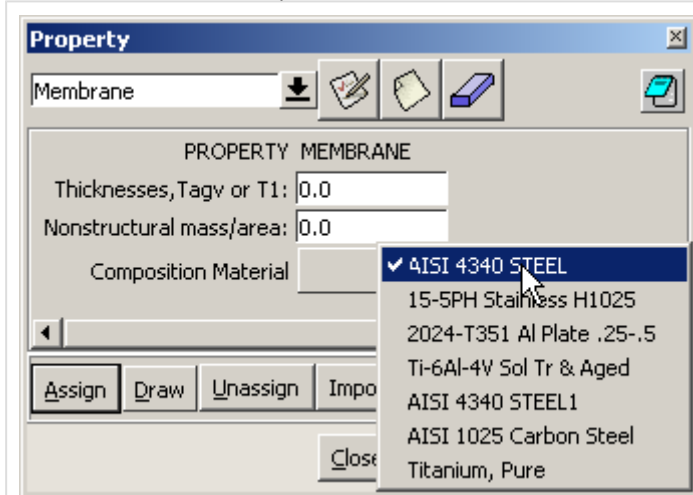 Property
Membrane
PROPERTY MEMBRANE
Thicknesses,Tagv or T1: 0.0
Nonstructural mass/area: 0.0
Composition Material
AISI 4340 STEEL
15-5PH Stainless H1025
2024-T351 Al Plate .25-.5
Ti-6Al-4V Sol Tr & Aged
AISI 4340 STEEL1
AISI 1025 Carbon Steel
Titanium, Pure
Assign Draw Unassign Impo
Close